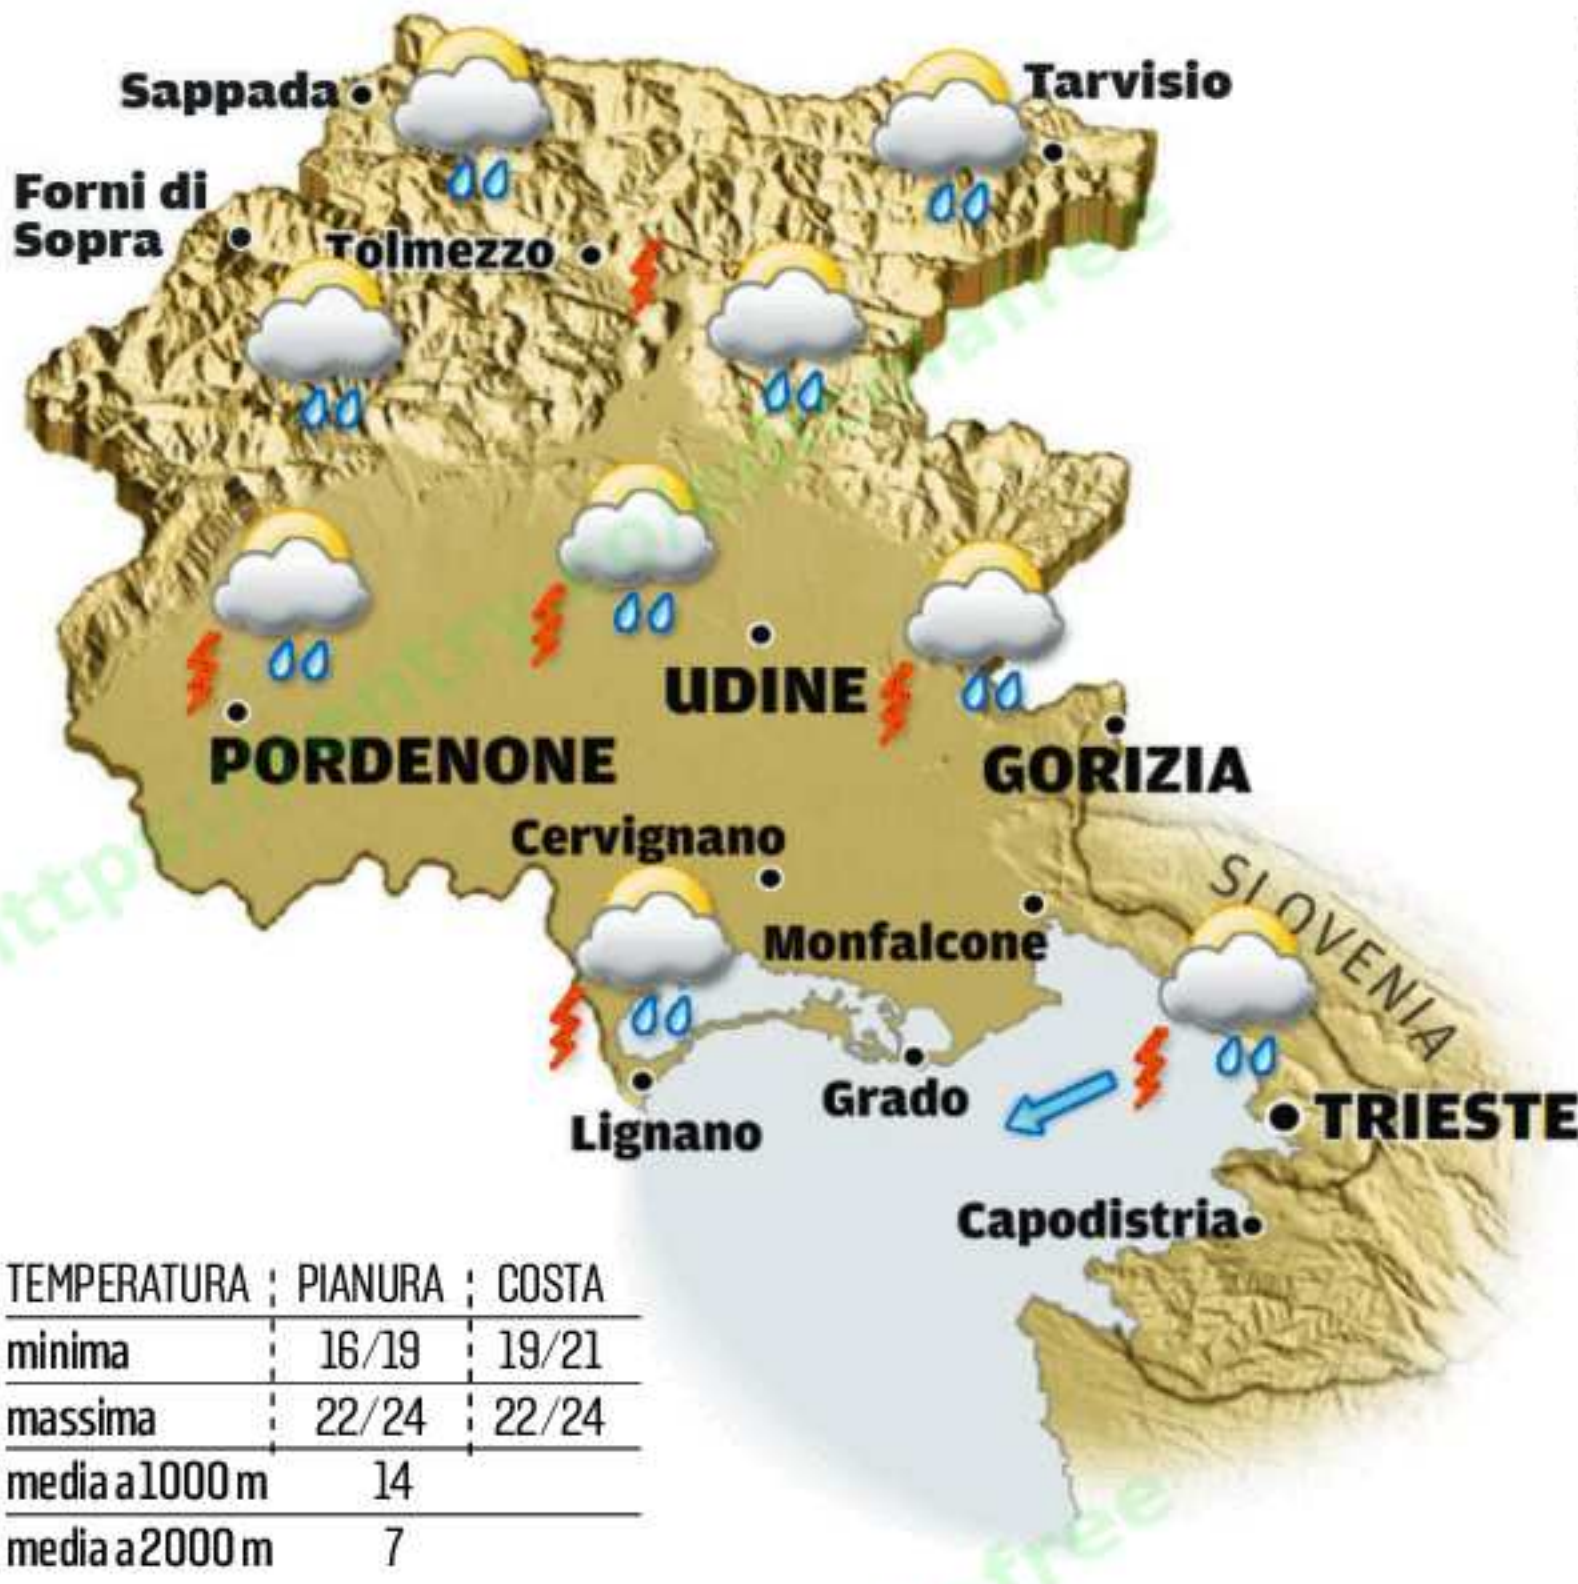 Sappada
Tarvisio
Forni di
Sopra
Tolmezzo
UDINE
PORDENONE
GORIZIA
Cervignano
Monfalcone
SLOVENIA
Grado
Lignano
TRIESTE
Capodistria
TEMPERATURA PIANURA COSTA
minima 16/19 19/21
massima 22/24 22/24
media a 1000 m 14
media a 2000 m 7
free